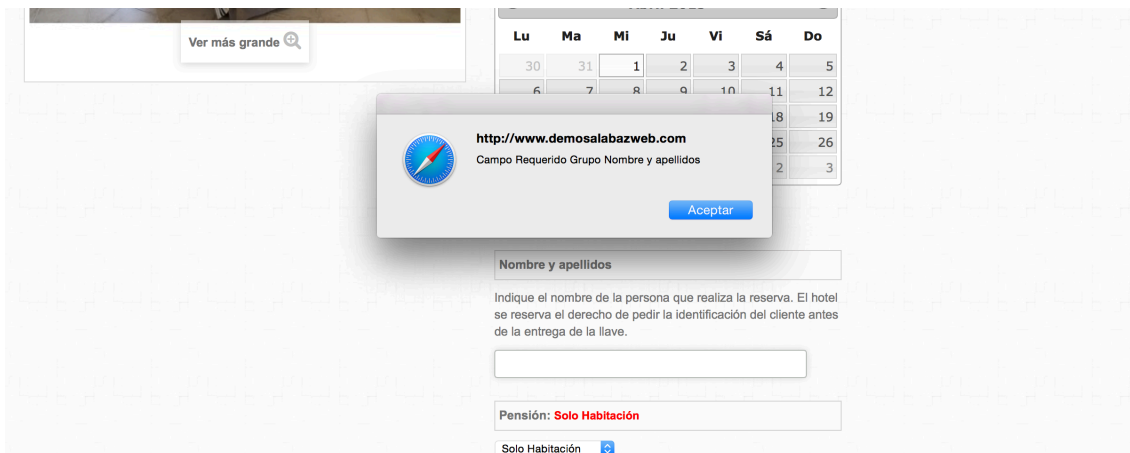 Ver más grande
Lu Ma Mi Ju Vi Sá Do
30 31 1 2 3 4 5
6 7 8 9 10 11 12
18 19
25 26
2 3
http://www.demosalabazweb.com
Campo Requerido Grupo Nombre y apellidos
Aceptar
Nombre y apellidos
Indique el nombre de la persona que realiza la reserva. El hotel
se reserva el derecho de pedir la identificación del cliente antes
de la entrega de la llave.
Pensión: Solo Habitación
Solo Habitación